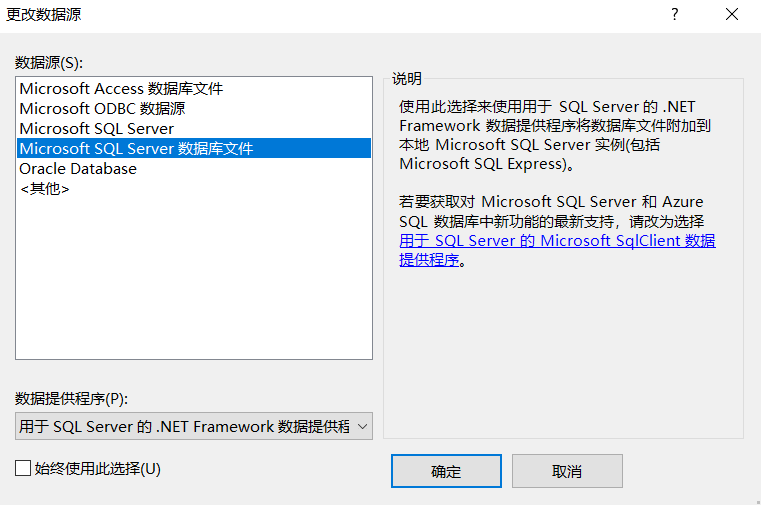 更改数据源
?
数据源(S):
Microsoft Access 数据库文件
Microsoft ODBC 数据源
Microsoft SQL Server
Microsoft SQL Server 数据库文件
Oracle Database
<其他>
说明
使用此选择来使用用于 SQL Server 的 .NET
Framework 数据提供程序将数据库文件附加到
本地 Microsoft SQL Server 实例(包括
Microsoft SQL Express)。
若要获取对 Microsoft SQL Server 和 Azure
SQL 数据库中新功能的最新支持，请改为选择
用于 SQL Server 的 Microsoft SqlClient 数据
提供程序。
数据提供程序(P):
用于 SQL Server 的 .NET Framework 数据提供程
始终使用此选择(U)
确定
取消